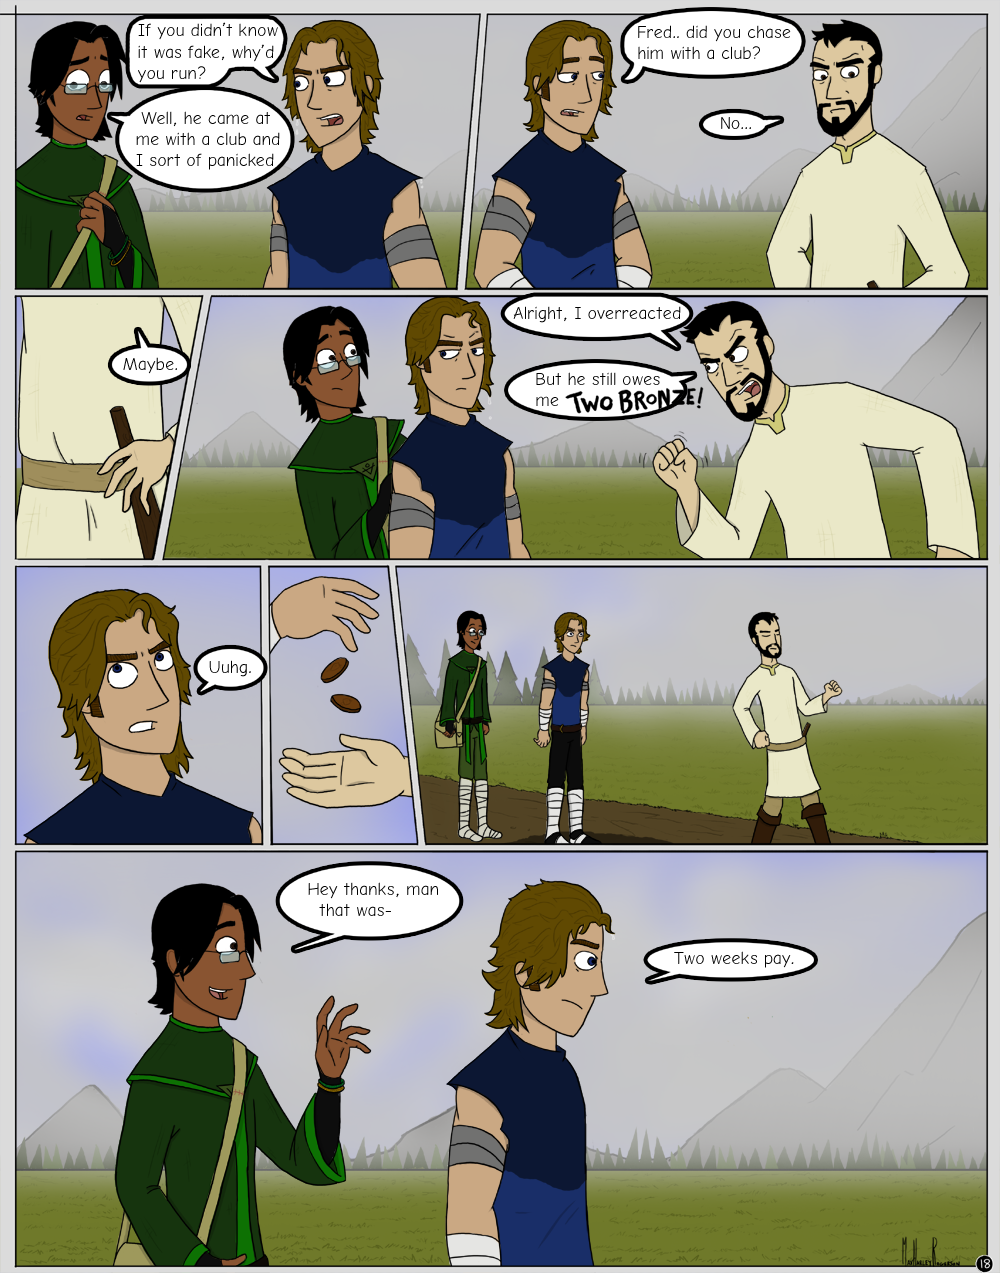 If you didn't know
it was fake, why'd
you run?
Well, he came at
me with a club and
I sort of panicked
Fred.. did you chase
him with a club?
No...
Maybe.
Alright, I overreacted
But he still owes
me TWO BRONZE!
Uuhg.
Hey thanks, man
that was-
Two weeks pay.
18